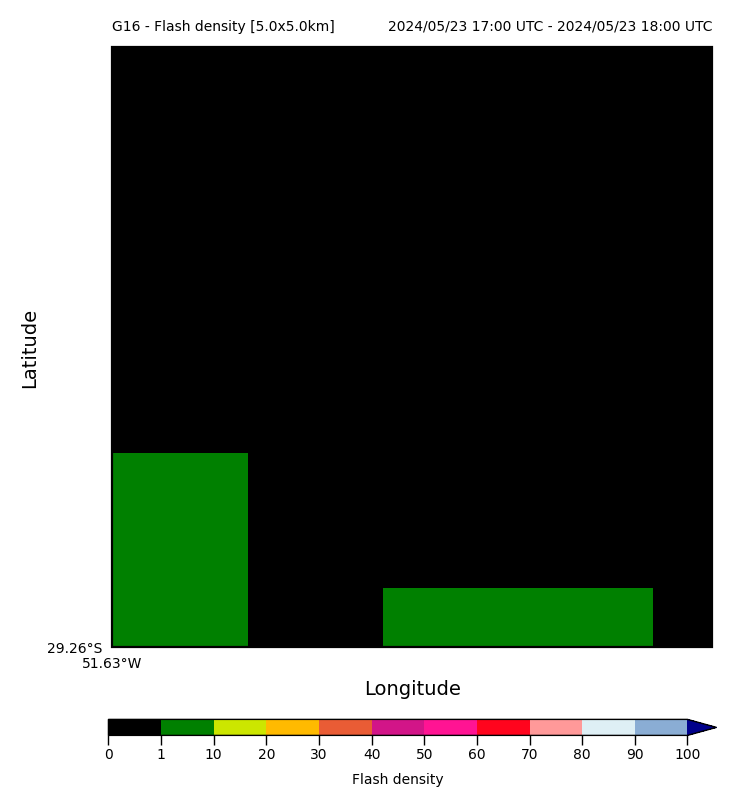 G16 - Flash density [5.0x5.0km] 2024/05/23 17:00 UTC - 2024/05/23 18:00 UTC
Latitude
29.26°S
51.63°W
Longitude
0 1 10 20 30 40 50 60 70 80 90 100
Flash density